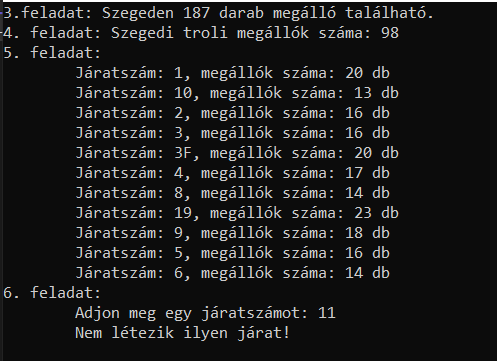 3.feladat: Szegeden 187 darab megálló található.
4. feladat: Szegedi troli megállók száma: 98
5. feladat:
Járatszám: 1, megállók száma: 20 db
Járatszám: 10, megállók száma: 13 db
Járatszám: 2, megállók száma: 16 db
Járatszám: 3, megállók száma: 16 db
Járatszám: 3F, megállók száma: 20 db
Járatszám: 4, megállók száma: 17 db
Járatszám: 8, megállók száma: 14 db
Járatszám: 19, megállók száma: 23 db
Járatszám: 9, megállók száma: 18 db
Járatszám: 5, megállók száma: 16 db
Járatszám: 6, megállók száma: 14 db
6. feladat:
Adjon meg egy járatszámot: 11
Nem létezik ilyen járat!